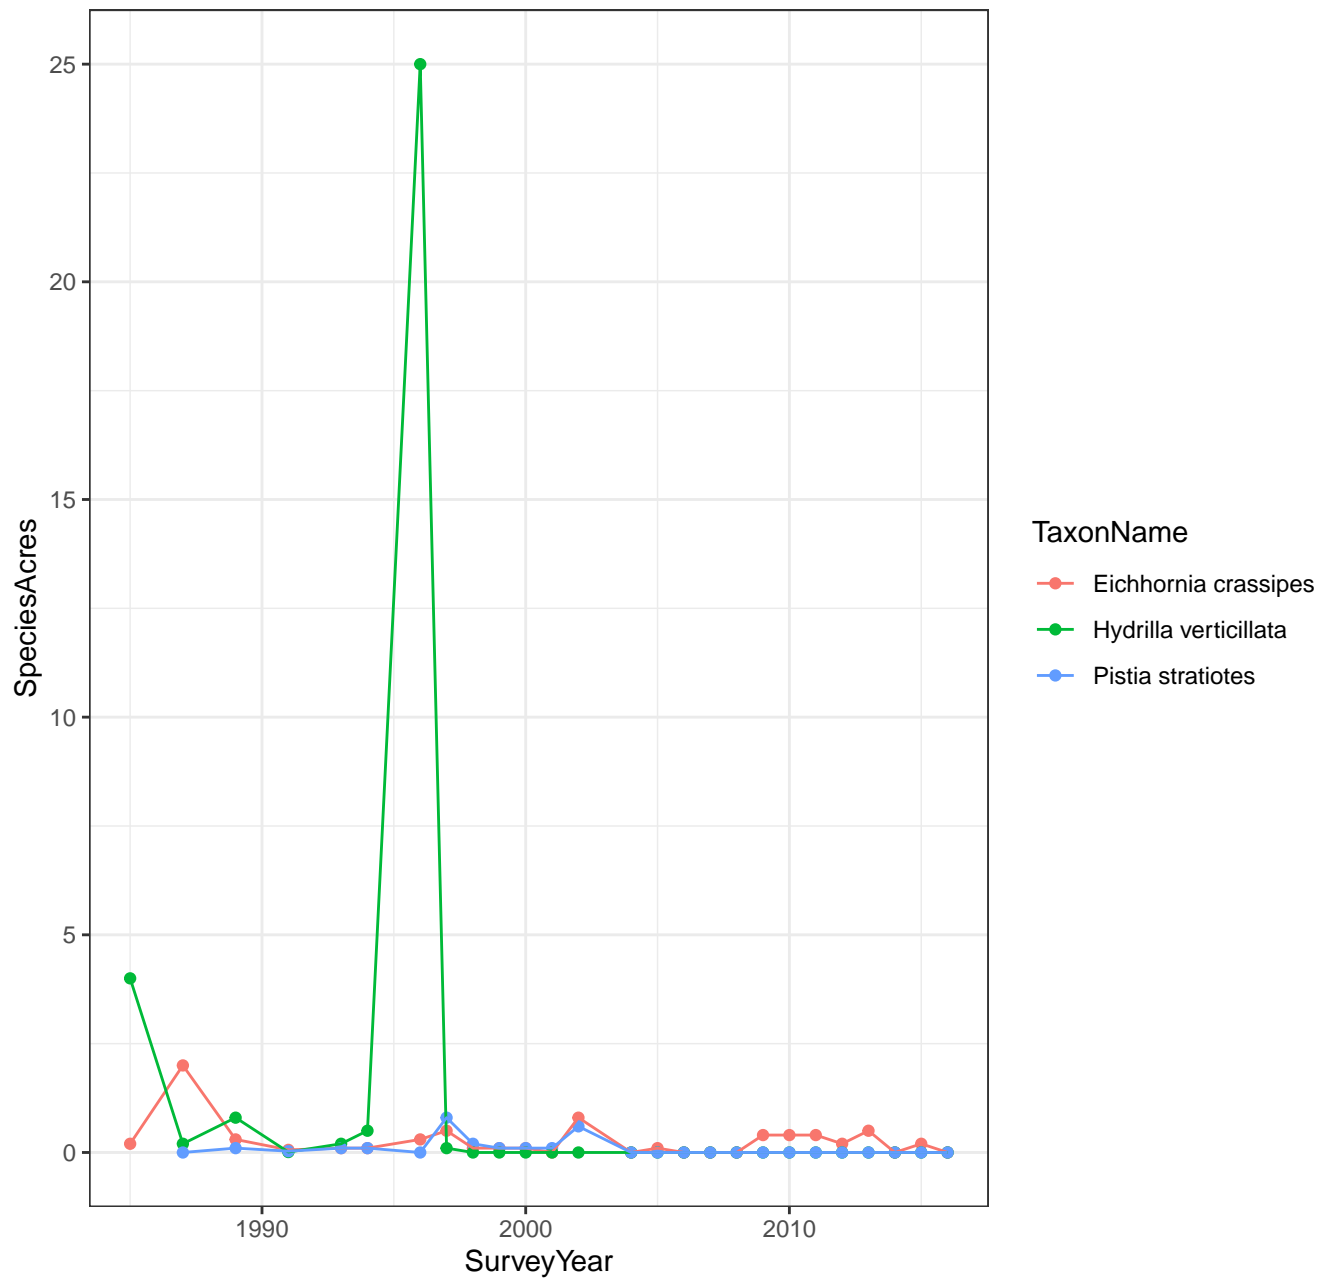 25
20
15
10
5
0
SpeciesAcres
1990
2000
2010
SurveyYear
TaxonName
Eichhornia crassipes
Hydrilla verticillata
Pistia stratiotes